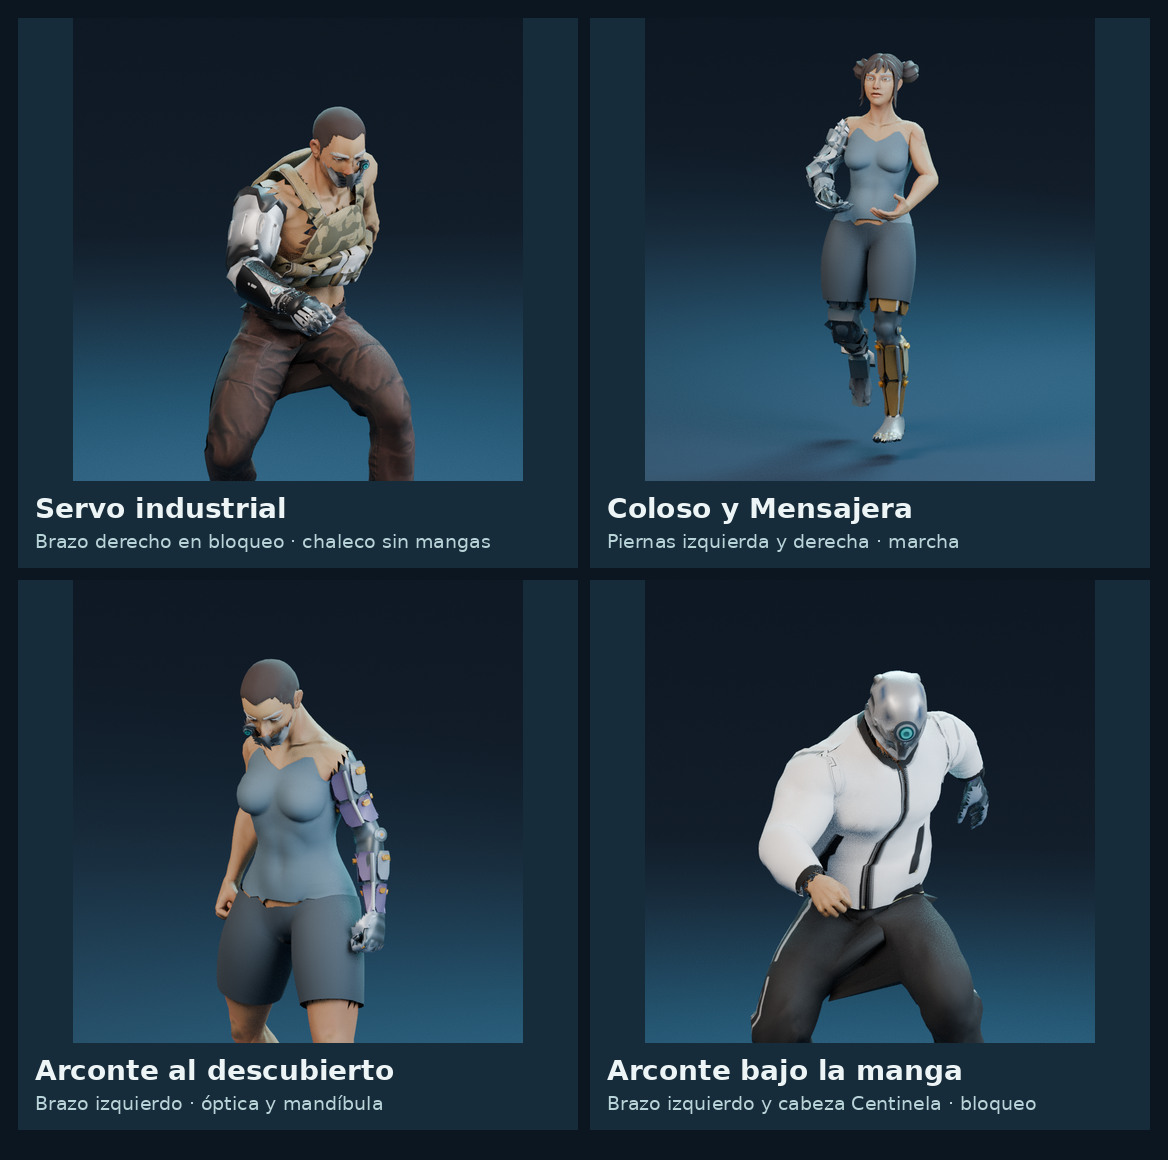 Servo industrial
Brazo derecho en bloqueo · chaleco sin mangas
Coloso y Mensajera
Piernas izquierda y derecha · marcha
Arconte al descubierto
Brazo izquierdo · óptica y mandíbula
Arconte bajo la manga
Brazo izquierdo y cabeza Centinela · bloqueo